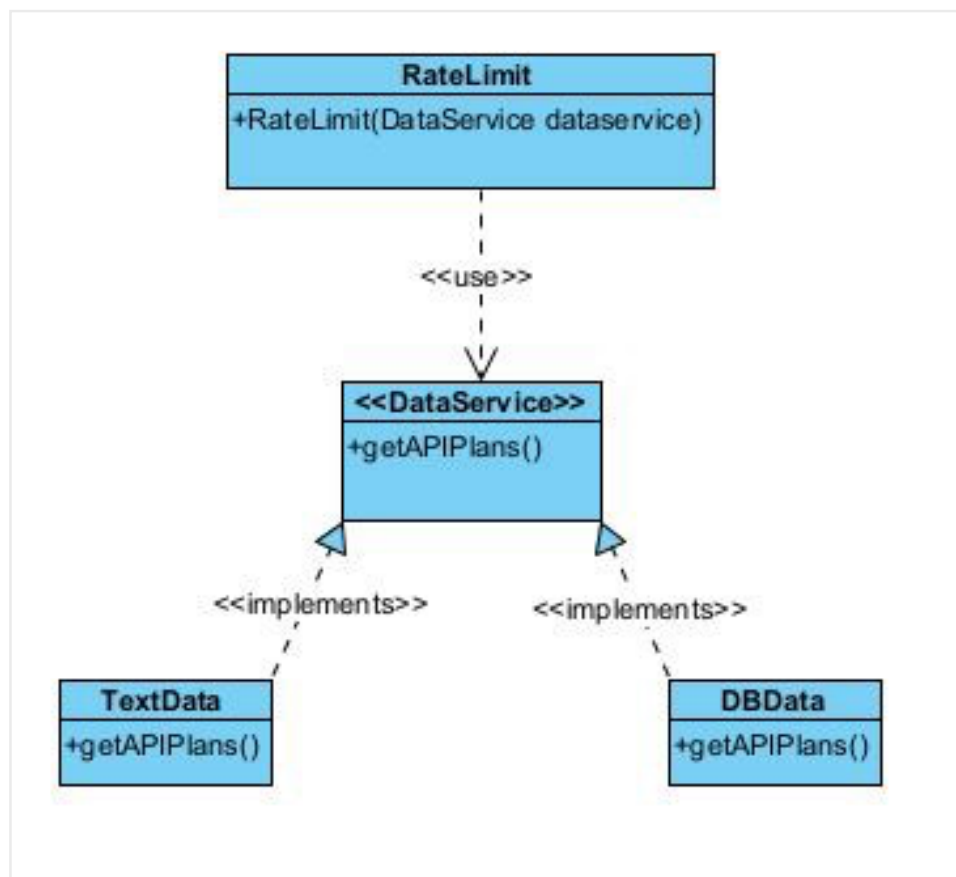 RateLimit
+RateLimit(DataService dataservice)
<<use>>
<<DataService>>
+getAPIPlans()
<<implements>>
<<implements>>
TextData
+getAPIPlans()
DBData
+getAPIPlans()